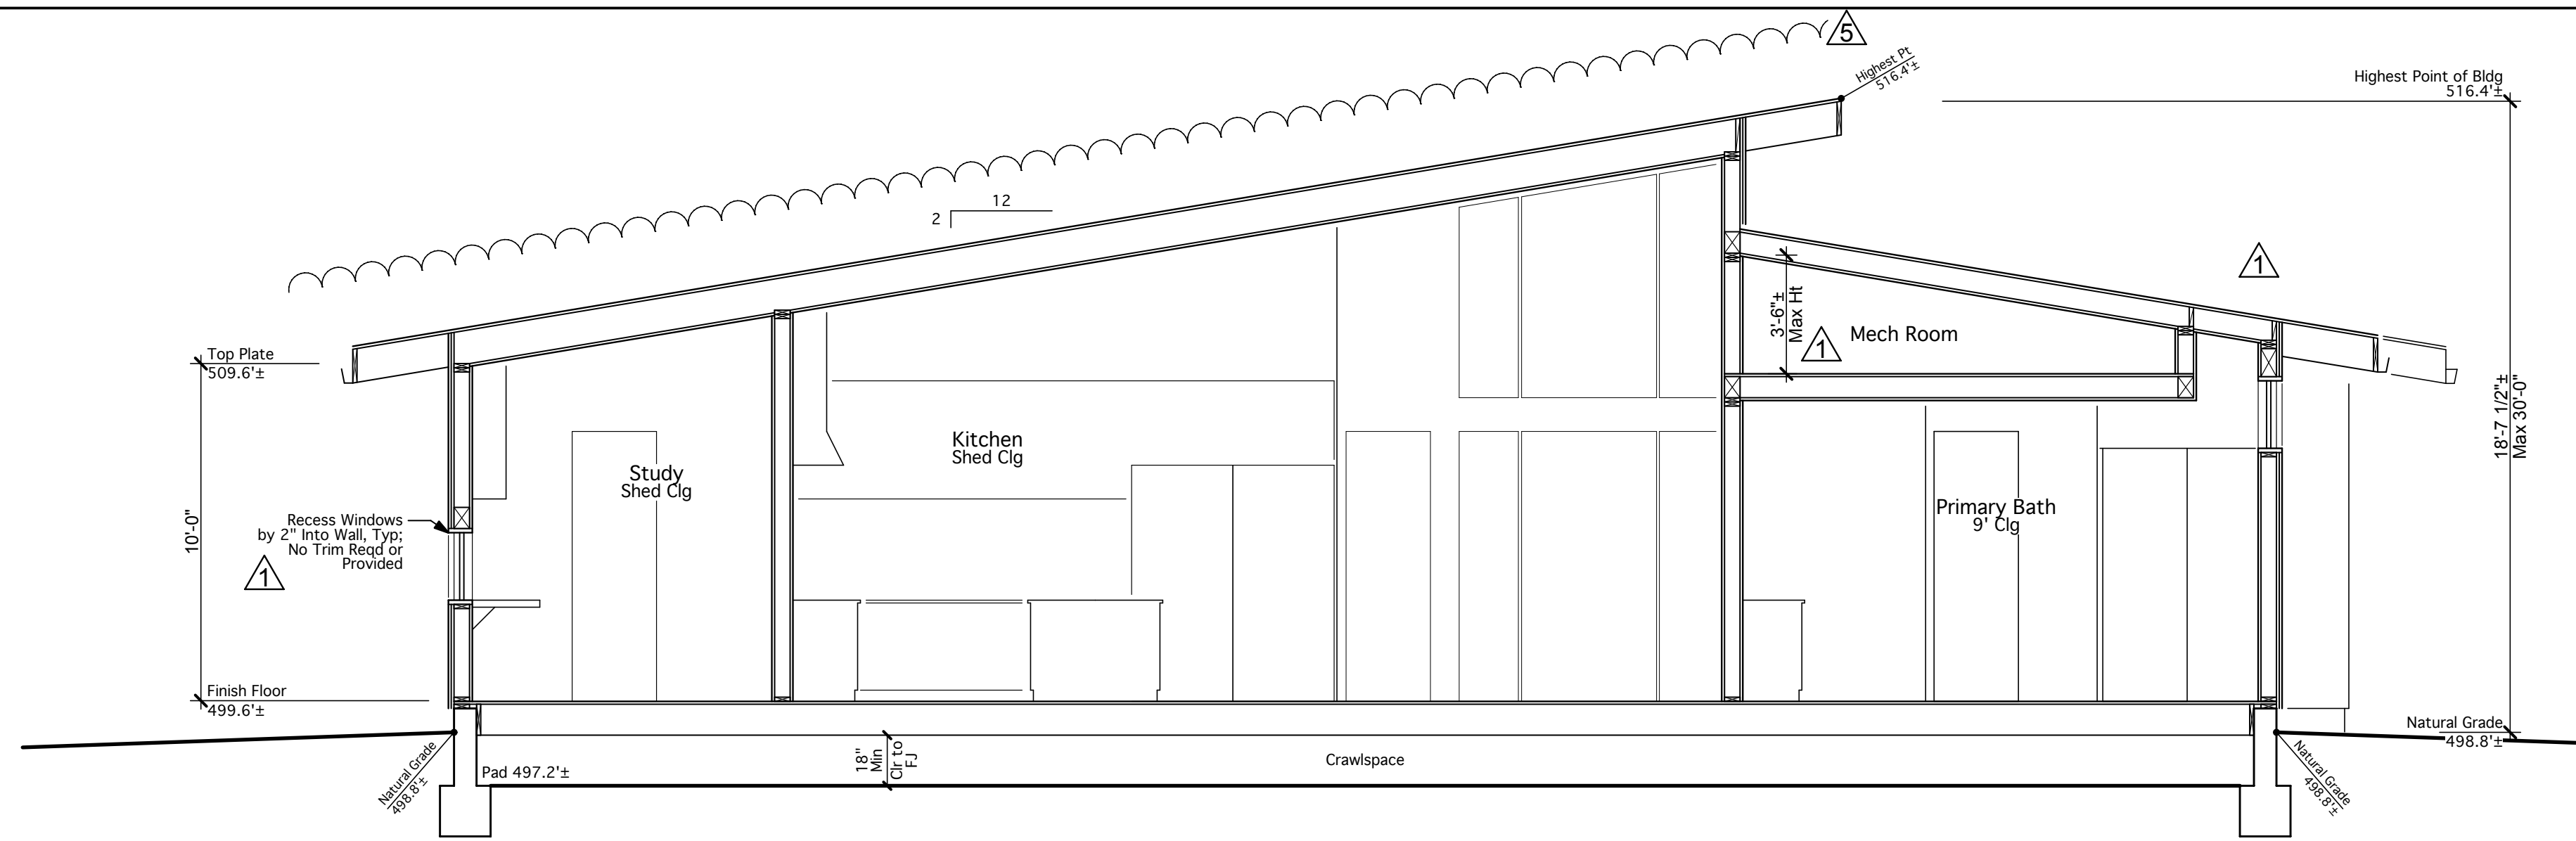 5
Highest Pt
516.4'±
Highest Point of Bldg
516.4'±
12
2
1
3'-6"±
Max Ht
1
Mech Room
Top Plate
509.6'±
18'-7 1/2"±
Max 30'-0"
Kitchen
Shed Clg
Study
Shed Clg
Primary Bath
9' Clg
10'-0"
Recess Windows
by 2" Into Wall, Typ;
No Trim Reqd or
Provided
1
Finish Floor
499.6'±
Natural Grade
498.8'±
Natural Grade
498.8'±
Pad 497.2'±
18"
Min
Clr to
FJ
Crawlspace
Natural Grade
498.8'±